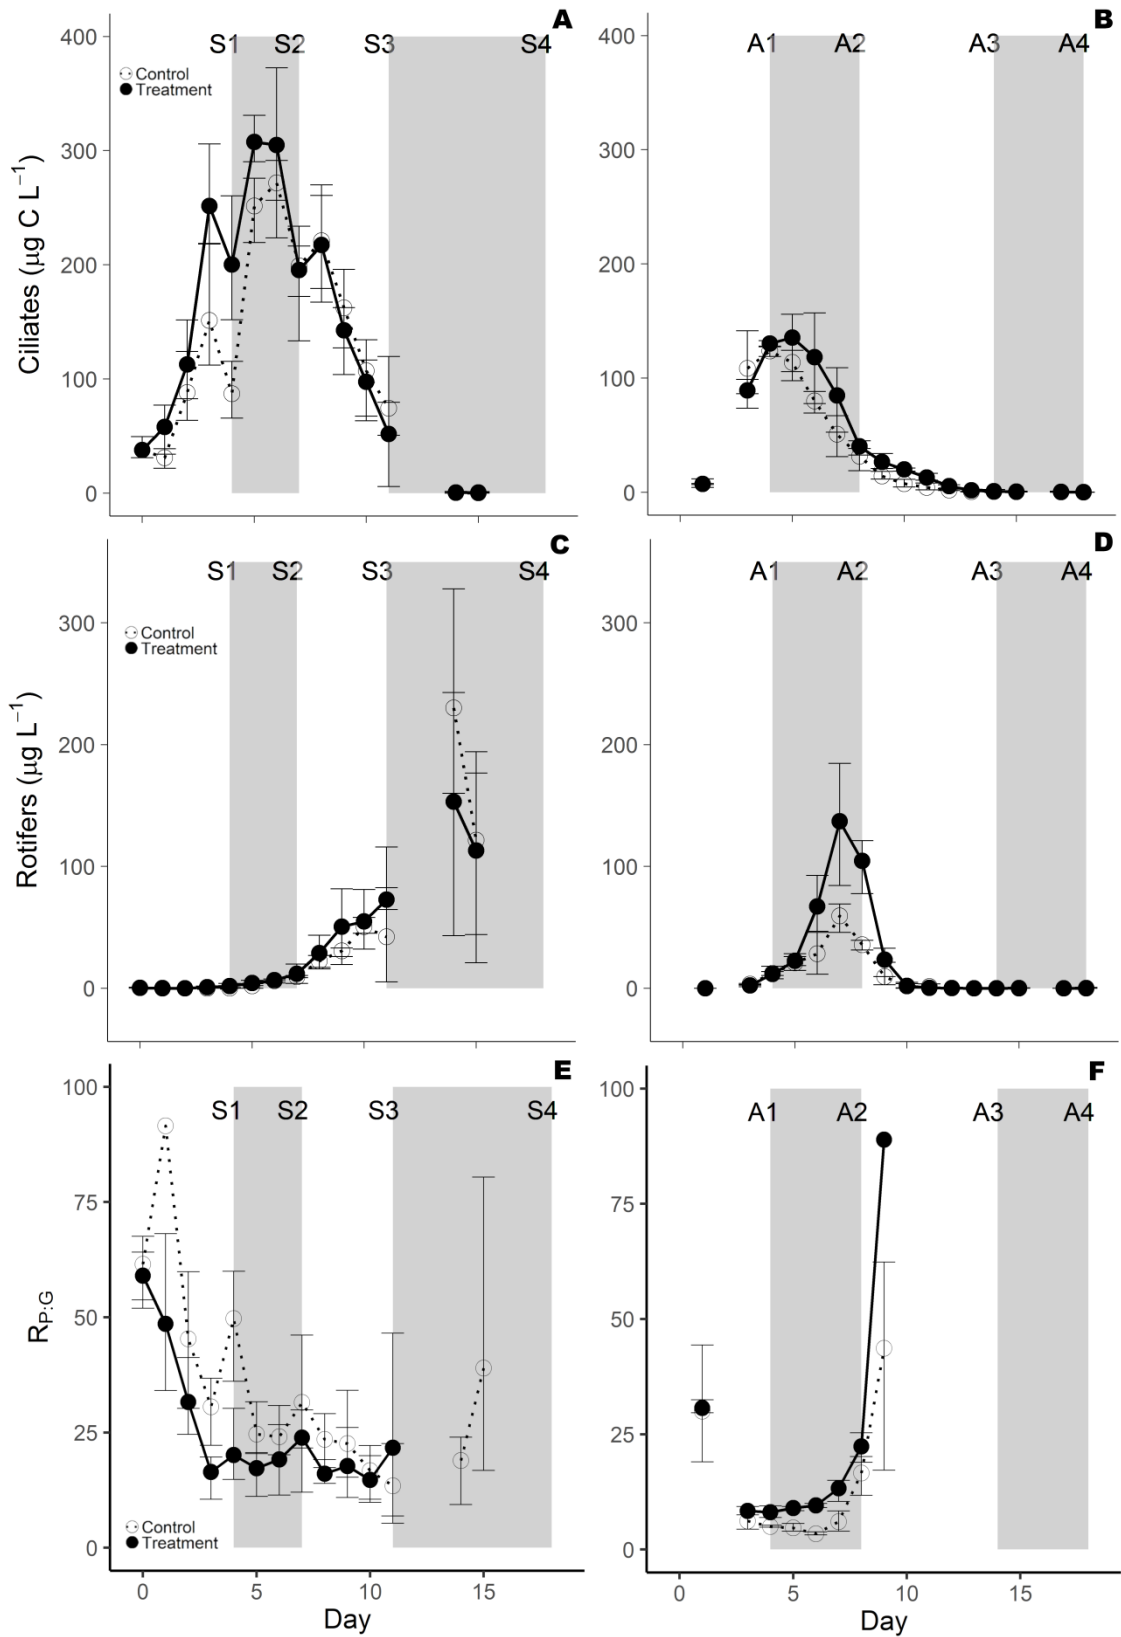 A
B
400
S1
S2
S3
S4
400
A1
A2
A3
A4
Control
Treatment
300
300
Ciliates (μg C L⁻¹)
200
200
100
100
0
0
C
D
S1
S2
S3
S4
A1
A2
A3
A4
300
300
Control
Treatment
Rotifers (μg L⁻¹)
200
200
100
100
0
0
E
F
100
100
S1
S2
S3
S4
A1
A2
A3
A4
75
75
R P:G
50
50
25
25
Control
Treatment
0
0
0
5
10
15
0
5
10
15
Day
Day